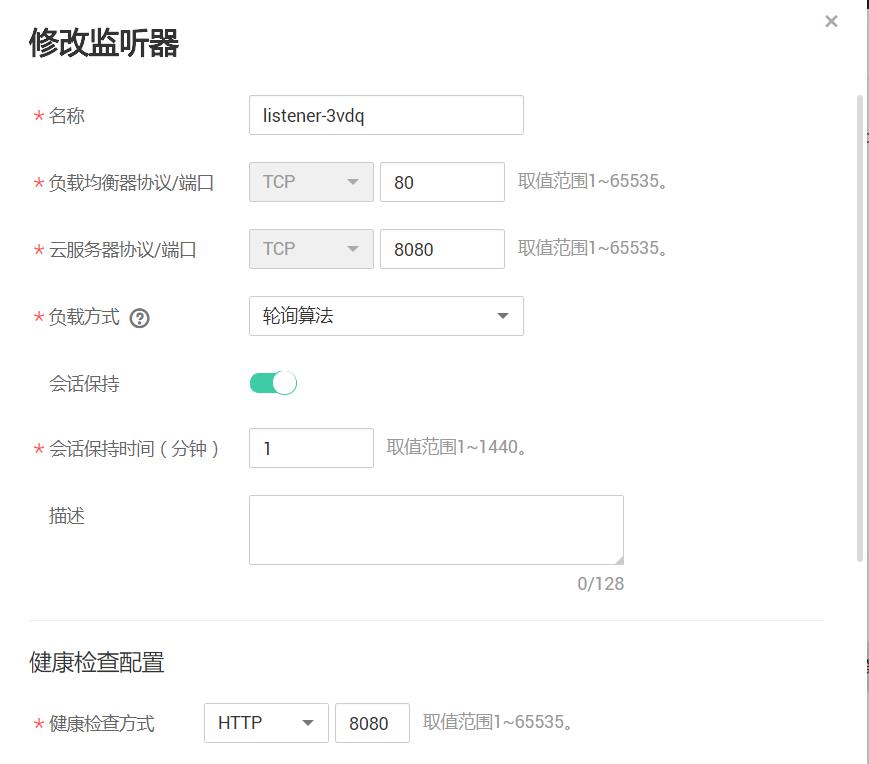 修改监听器
* 名称 listener-3vdq
* 负载均衡器协议/端口 TCP 80 取值范围1~65535。
* 云服务器协议/端口 TCP 8080 取值范围1~65535。
* 负载方式 ? 轮询算法
会话保持
* 会话保持时间（分钟） 1 取值范围1~1440。
描述
0/128
健康检查配置
* 健康检查方式 HTTP 8080 取值范围1~65535。